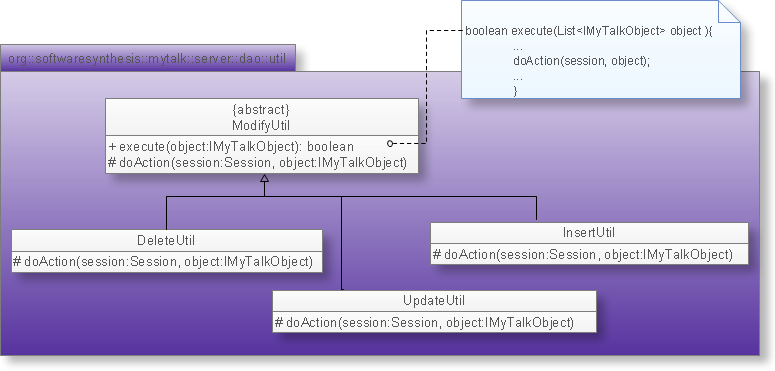 boolean execute(List<IMyTalkObject> object ){
...
doAction(session, object);
...
}
org::softwaresynthesis::mytalk::server::dao::util
{abstract}
ModifyUtil
+ execute(object:IMyTalkObject): boolean
# doAction(session:Session, object:IMyTalkObject)
DeleteUtil
# doAction(session:Session, object:IMyTalkObject)
InsertUtil
# doAction(session:Session, object:IMyTalkObject)
UpdateUtil
# doAction(session:Session, object:IMyTalkObject)